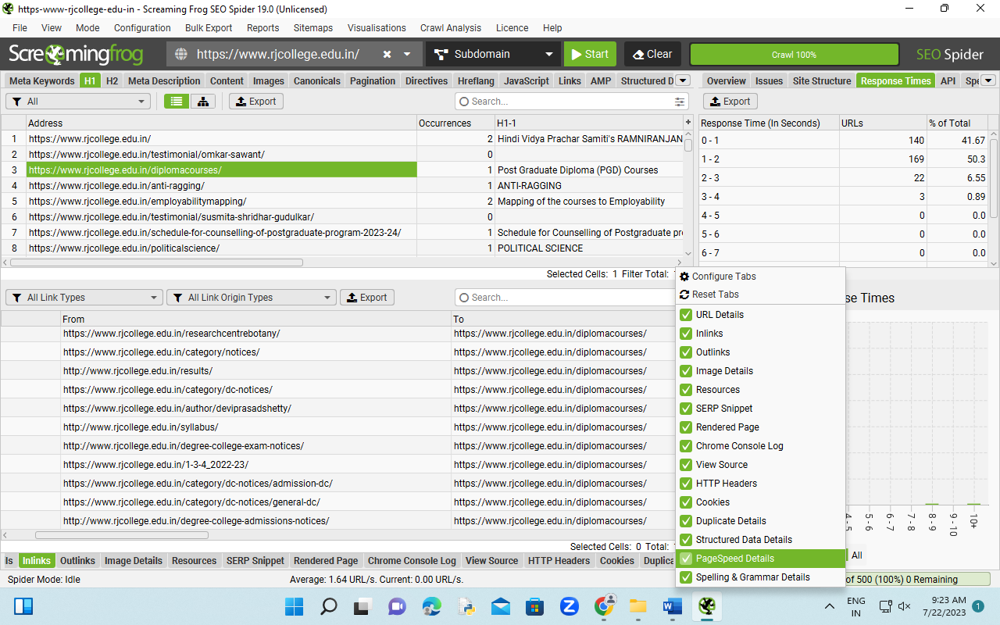 https-www-rjcollege-edu-in - Screaming Frog SEO Spider 19.0 (Unlicensed)
File View Mode Configuration Bulk Export Reports Sitemaps Visualisations Crawl Analysis Licence Help
Screamingfrog https://www.rjcollege.edu.in/ Subdomain Start Clear Crawl 100% SEO Spider
Meta Keywords H1 H2 Meta Description Content Images Canonicals Pagination Directives Hreflang JavaScript Links AMP Structured D
Overview Issues Site Structure Response Times API Spe
All Export Search...
Export
Address Occurrences H1-1 +
1 https://www.rjcollege.edu.in/ 2 Hindi Vidya Prachar Samiti's RAMNIRANJAN
2 https://www.rjcollege.edu.in/testimonial/omkar-sawant/ 0
3 https://www.rjcollege.edu.in/diplomacourses/ 1 Post Graduate Diploma (PGD) Courses
4 https://www.rjcollege.edu.in/anti-ragging/ 1 ANTI-RAGGING
5 https://www.rjcollege.edu.in/employabilitymapping/ 2 Mapping of the courses to Employability
6 https://www.rjcollege.edu.in/testimonial/susmita-shridhar-gudulkar/ 0
7 https://www.rjcollege.edu.in/schedule-for-counselling-of-postgraduate-program-2023-24/ 1 Schedule for Counselling of Postgraduate pr
8 https://www.rjcollege.edu.in/politicalscience/ 1 POLITICAL SCIENCE
Response Time (In Seconds) URLs % of Total
0 - 1 140 41.67
1 - 2 169 50.3
2 - 3 22 6.55
3 - 4 3 0.89
4 - 5 0 0.0
5 - 6 0 0.0
6 - 7 0 0.0
Selected Cells: 1 Filter Total:
All Link Types All Link Origin Types Export Search...
From To
https://www.rjcollege.edu.in/researchcentrebotany/ https://www.rjcollege.edu.in/diplomacourses/
https://www.rjcollege.edu.in/category/notices/ https://www.rjcollege.edu.in/diplomacourses/
http://www.rjcollege.edu.in/results/ https://www.rjcollege.edu.in/diplomacourses/
https://www.rjcollege.edu.in/category/dc-notices/ https://www.rjcollege.edu.in/diplomacourses/
https://www.rjcollege.edu.in/author/deviprasadshetty/ https://www.rjcollege.edu.in/diplomacourses/
http://www.rjcollege.edu.in/syllabus/ https://www.rjcollege.edu.in/diplomacourses/
http://www.rjcollege.edu.in/degree-college-exam-notices/ https://www.rjcollege.edu.in/diplomacourses/
https://www.rjcollege.edu.in/1-3-4_2022-23/ https://www.rjcollege.edu.in/diplomacourses/
https://www.rjcollege.edu.in/category/dc-notices/admission-dc/ https://www.rjcollege.edu.in/diplomacourses/
https://www.rjcollege.edu.in/category/dc-notices/general-dc/ https://www.rjcollege.edu.in/diplomacourses/
http://www.rjcollege.edu.in/degree-college-admissions-notices/ https://www.rjcollege.edu.in/diplomacourses/
Selected Cells: 0 Total:
ls Inlinks Outlinks Image Details Resources SERP Snippet Rendered Page Chrome Console Log View Source HTTP Headers Cookies Duplica
Configure Tabs
Reset Tabs
URL Details
Inlinks
Outlinks
Image Details
Resources
SERP Snippet
Rendered Page
Chrome Console Log
View Source
HTTP Headers
Cookies
Duplicate Details
Structured Data Details
PageSpeed Details
Spelling & Grammar Details
se Times
4-5 5 - 6 6 - 7 7 - 8 8 - 9 9 - 10 10+
All
Spider Mode: Idle Average: 1.64 URL/s. Current: 0.00 URL/s. of 500 (100%) 0 Remaining
ENG
IN
9:23 AM
7/22/2023
1